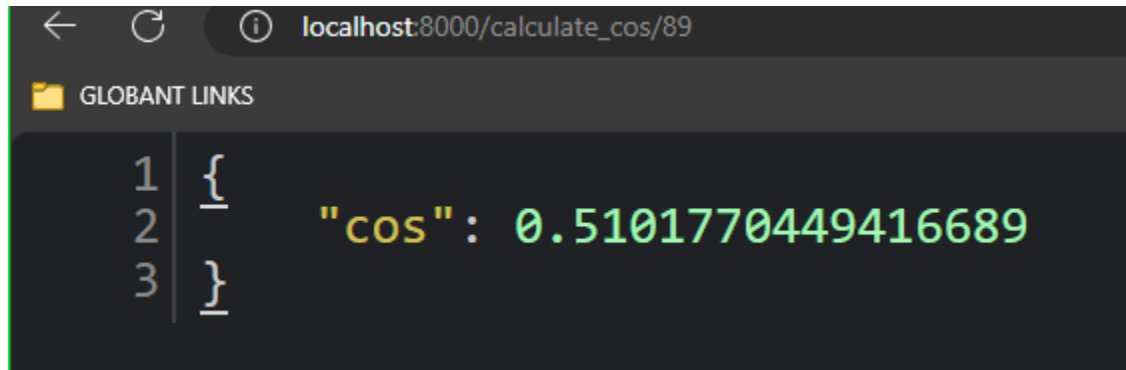 localhost:8000/calculate_cos/89
GLOBANT LINKS
1 {
2 "cos": 0.5101770449416689
3 }